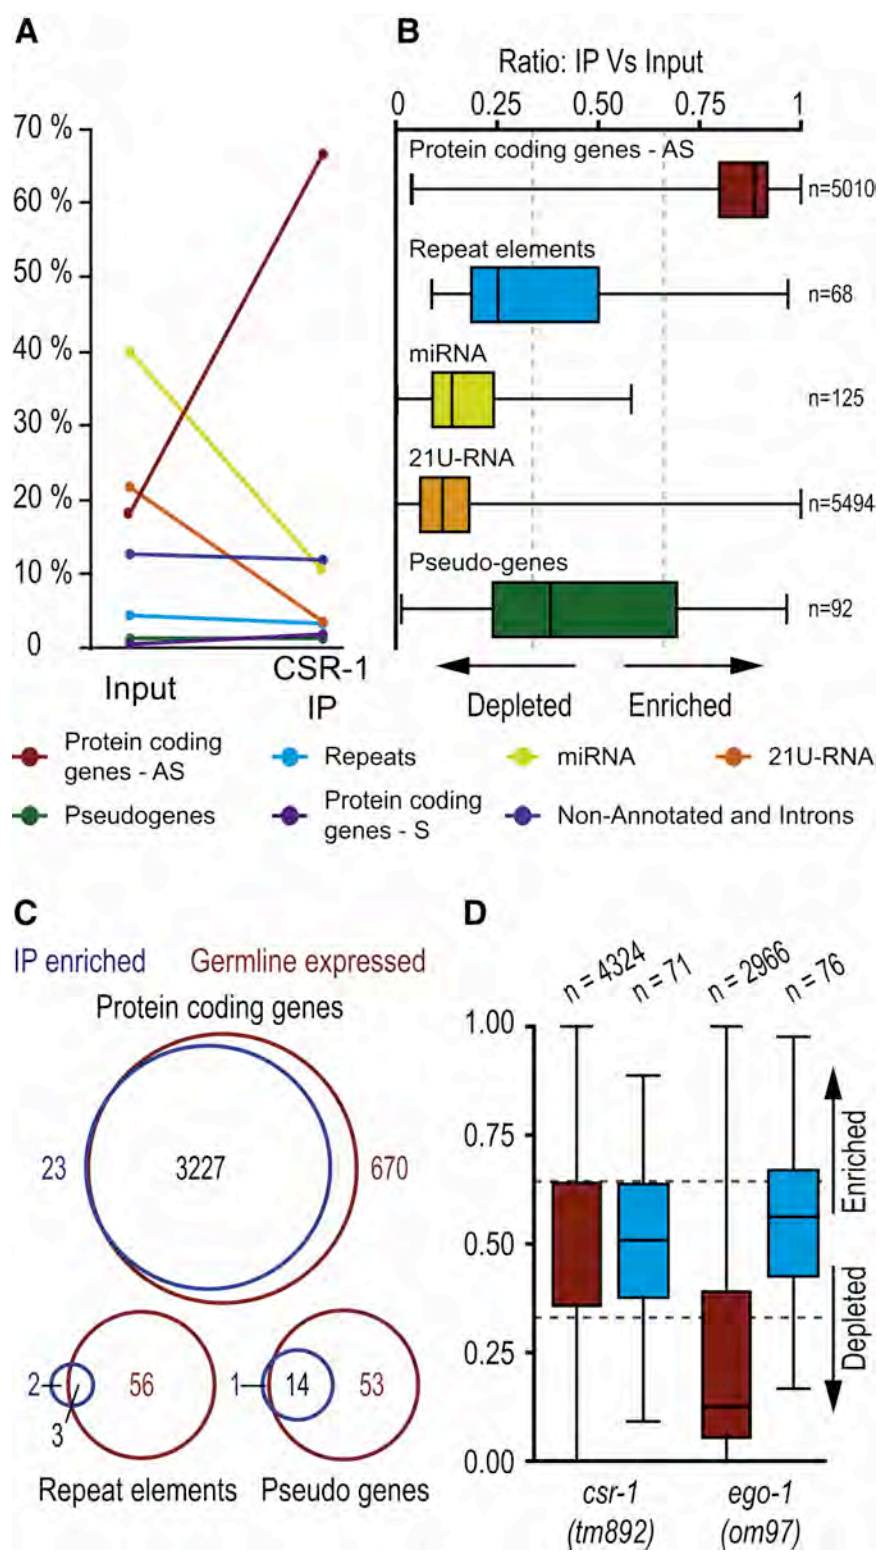 A
B
Ratio: IP Vs Input
0 0.25 0.50 0.75 1
70 %
60 %
50 %
40 %
30 %
20 %
10 %
0
Input
CSR-1
IP
Protein coding genes - AS
n=5010
Repeat elements
n=68
miRNA
n=125
21U-RNA
n=5494
Pseudo-genes
n=92
Depleted
Enriched
Protein coding
genes - AS
Repeats
miRNA
21U-RNA
Pseudogenes
Protein coding
genes - S
Non-Annotated and Introns
C
IP enriched
Germline expressed
Protein coding genes
23
3227
670
2
3
56
1
14
53
Repeat elements
Pseudo genes
D
n = 4324
n = 71
n = 2966
n = 76
1.00
0.75
0.50
0.25
0.00
Enriched
Depleted
csr-1
(tm892)
ego-1
(om97)